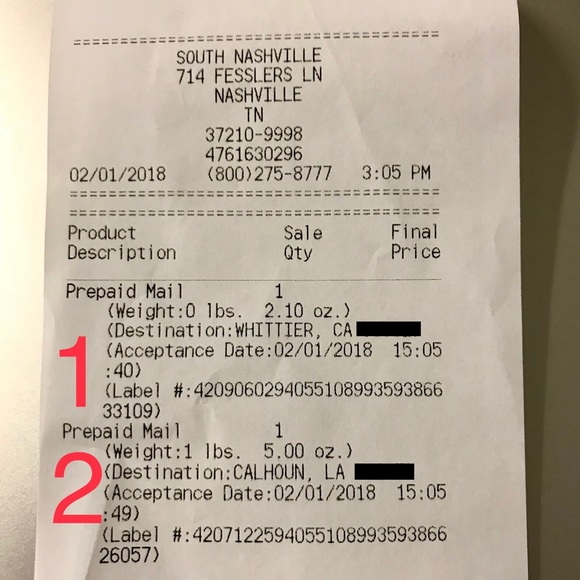 ======================================
SOUTH NASHVILLE
714 FESSLERS LN
NASHVILLE
TN
37210-9998
4761630296
02/01/2018 (800)275-8777 3:05 PM
======================================
======================================
Product Sale Final
Description Qty Price
Prepaid Mail 1
(Weight:0 lbs. 2.10 oz.)
(Destination:WHITTIER, CA
1
(Acceptance Date:02/01/2018 15:05
:40)
(Label #:42090602940551089935938​66
33109)
Prepaid Mail 1
(Weight:1 lbs. 5.00 oz.)
2
(Destination:CALHOUN, LA
(Acceptance Date:02/01/2018 15:05
:49)
(Label #:4207122594055108993593866
26057)